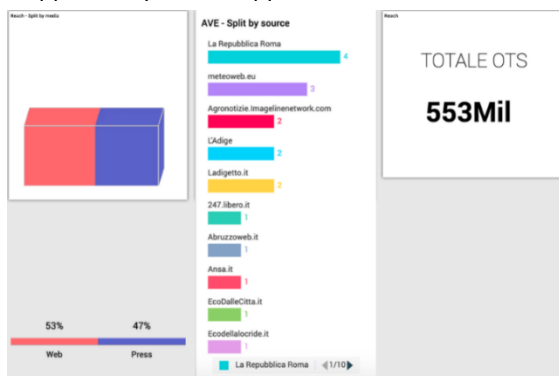 Reach - Split by media
53%
47%
Web
Press
AVE - Split by source
La Repubblica Roma
4
meteoweb.eu
3
Agronotizie.Imagelinenetwork.com
2
L'Adige
2
Ladigetto.it
2
247.libero.it
1
Abruzzoweb.it
1
Ansa.it
1
EcoDalleCitta.it
1
Ecodellalocride.it
1
La Repubblica Roma
1/10
Reach
TOTALE OTS
553Mil